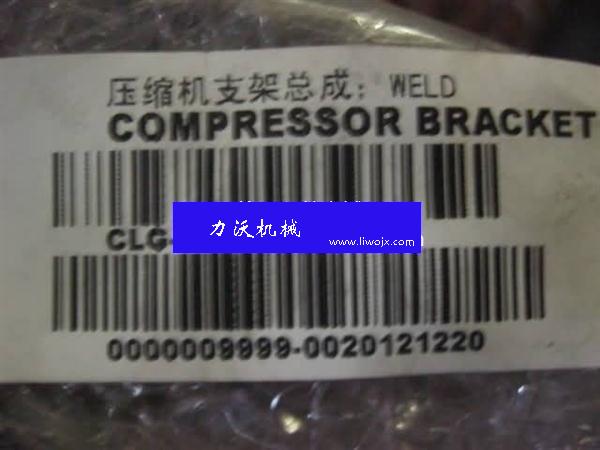 压缩机支架总成: WELD
COMPRESSOR BRACKET
CLG-
力沃机械
www.liwojx.com
0000009999-0020121220